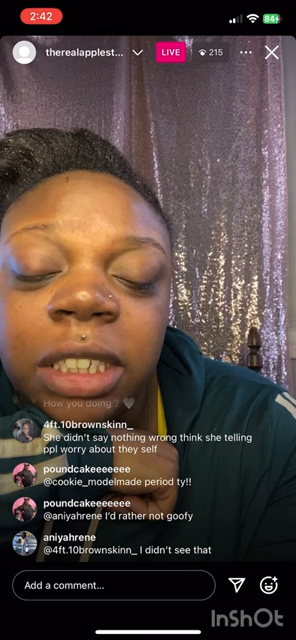 2:42
84
therealapplest...
LIVE
215
How you doing ? 🤍
4ft.10brownskinn_
She didn't say nothing wrong think she telling
ppl worry about they self
poundcakeeeeeee
@cookie_modelmade period ty!!
poundcakeeeeeee
@aniyahrene I'd rather not goofy
aniyahrene
@4ft.10brownskinn_ I didn't see that
Add a comment...
InShOt